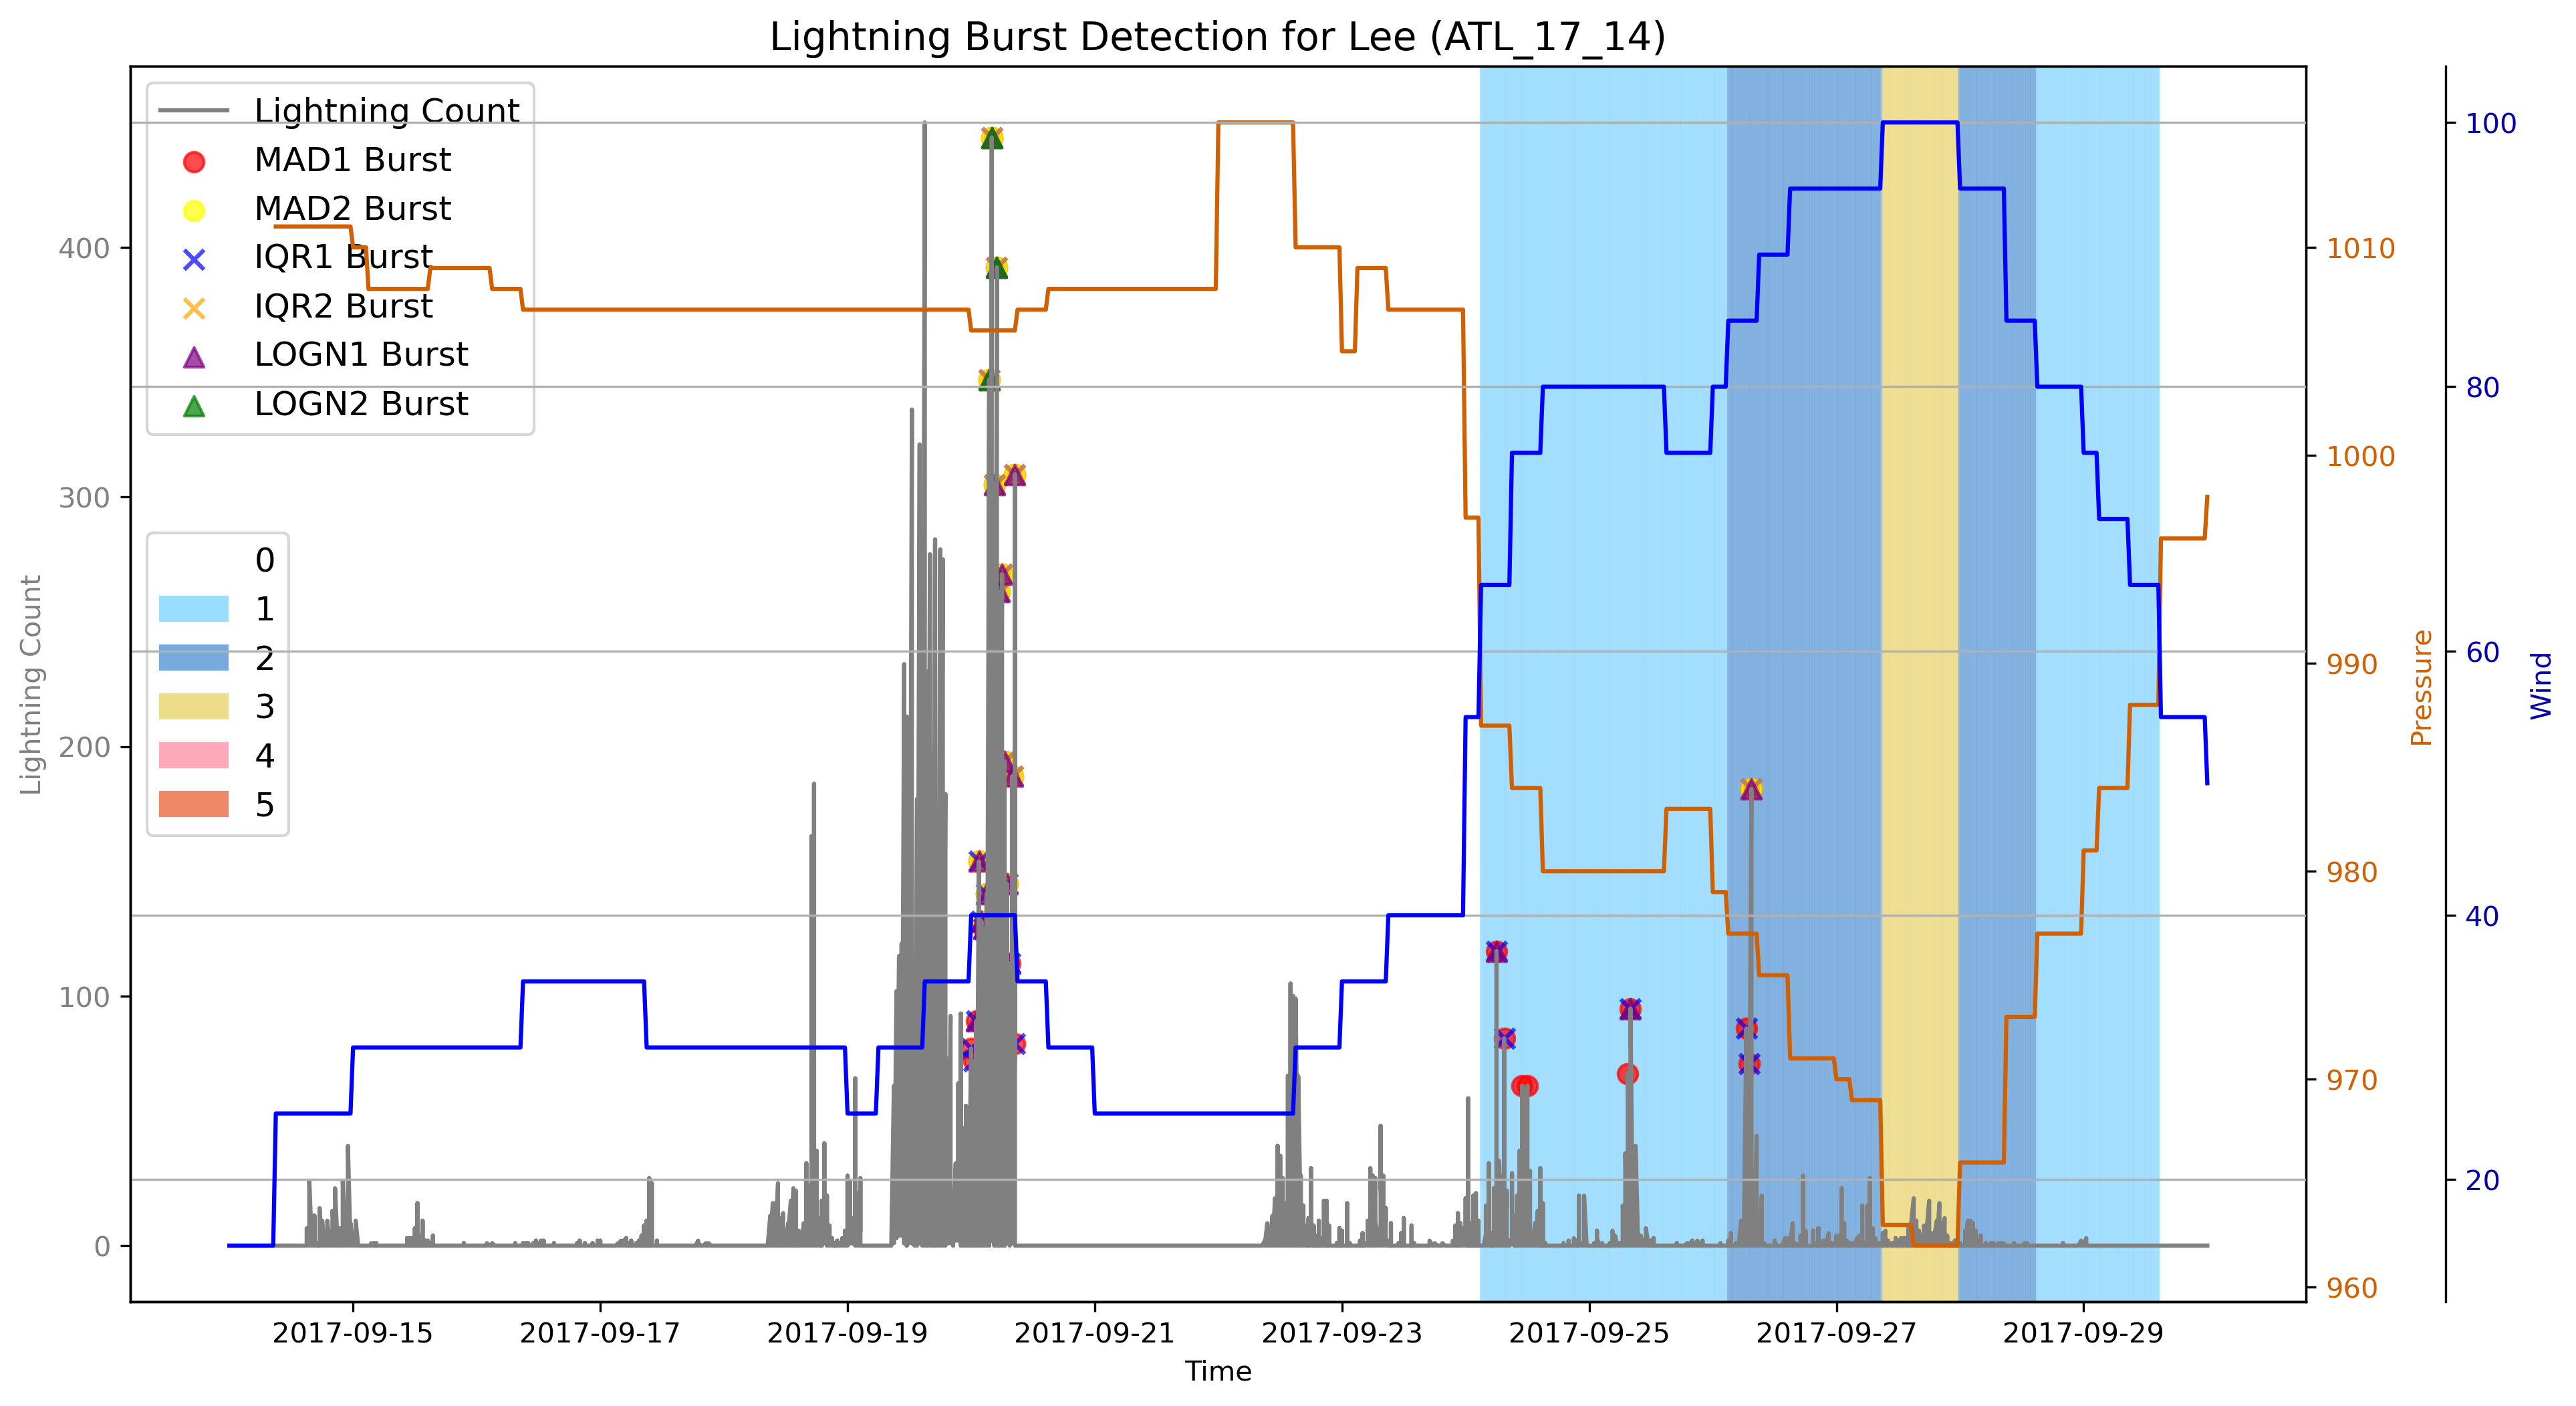 Lightning Burst Detection for Lee (ATL_17_14)
Lightning Count
MAD1 Burst
MAD2 Burst
IQR1 Burst
IQR2 Burst
LOGN1 Burst
LOGN2 Burst
0
1
2
3
4
5
Lightning Count
400
300
200
100
0
1010
1000
990
980
970
960
Pressure
100
80
60
40
20
Wind
2017-09-15
2017-09-17
2017-09-19
2017-09-21
2017-09-23
2017-09-25
2017-09-27
2017-09-29
Time